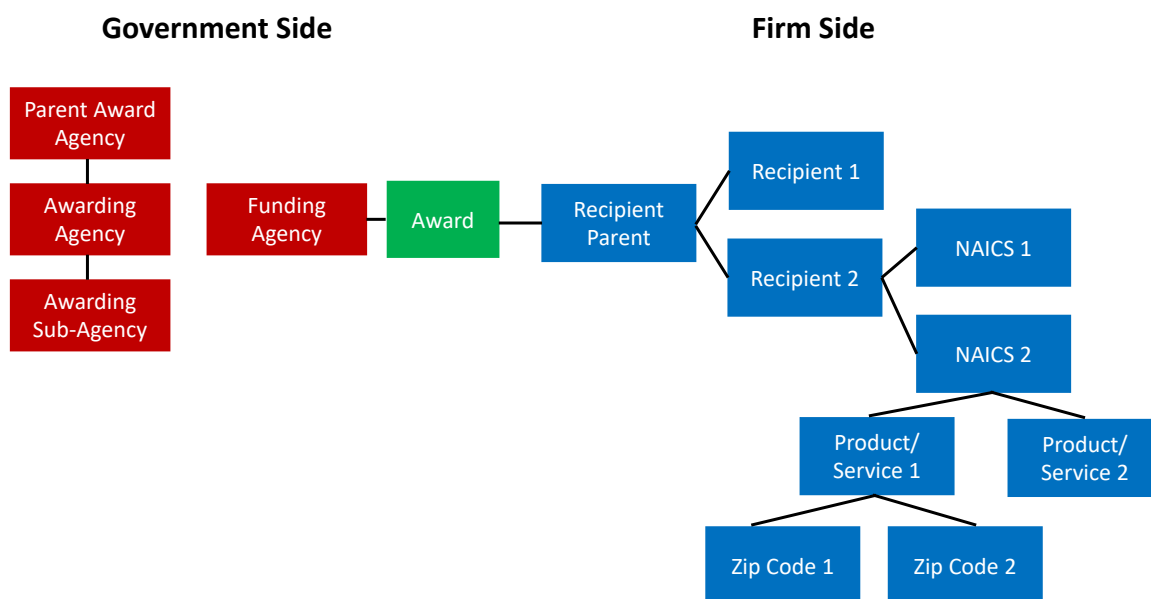 Government Side
Firm Side
Parent Award
Agency
Awarding
Agency
Awarding
Sub-Agency
Funding
Agency
Award
Recipient
Parent
Recipient 1
Recipient 2
NAICS 1
NAICS 2
Product/
Service 1
Product/
Service 2
Zip Code 1
Zip Code 2